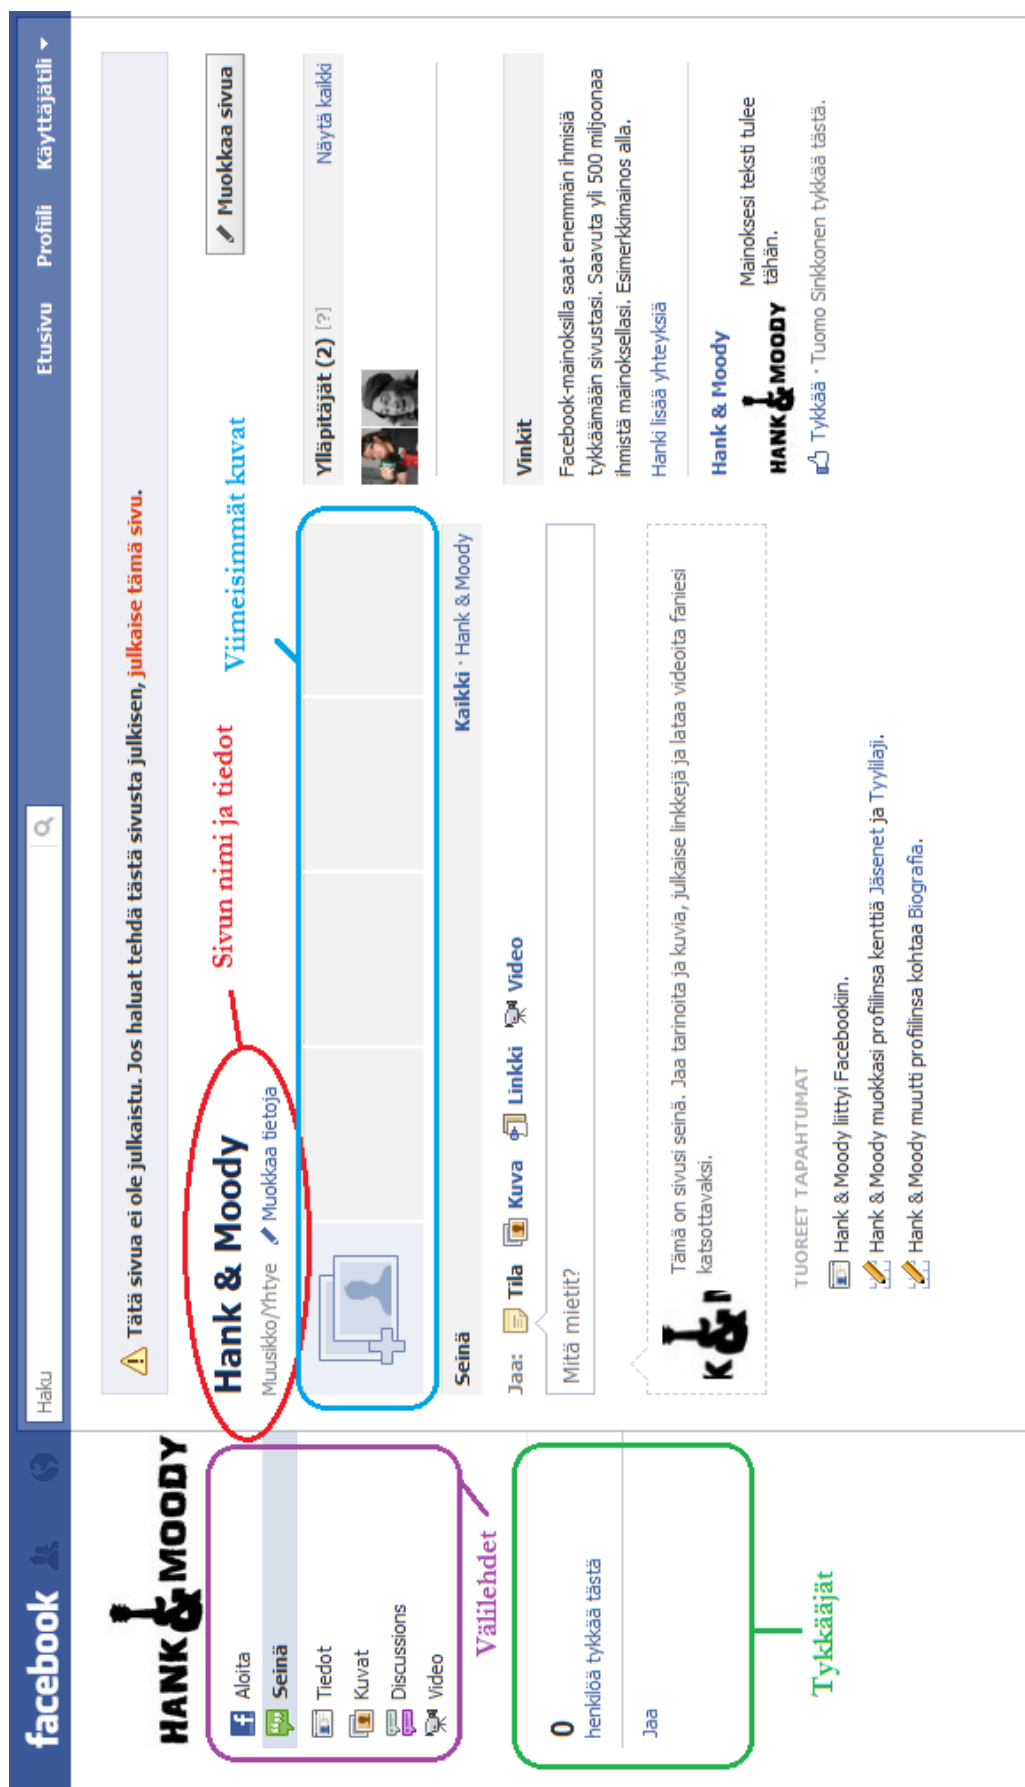 facebook
Haku
Etusivu Profiili Käyttäjätili
HANK & MOODY
Tätä sivua ei ole julkaistu. Jos haluat tehdä tästä sivusta julkisen, julkaise tämä sivu.
Aloita
Seinä
Tiedot
Kuvat
Discussions
Video
Välilehdet
0
henkilöä tykkää tästä
Jaa
Tykkääjät
Hank & Moody
Muusikko/Yhtye Muokkaa tietoja
Sivun nimi ja tiedot
Viimeisimmät kuvat
Seinä
Kaikki · Hank & Moody
Jaa: Tila Kuva Linkki Video
Mitä mietit?
K & M
Tämä on sivusi seinä. Jaa tarinoita ja kuvia, julkaise linkkejä ja lataa videoita faniesi
katsottavaksi.
TUOREET TAPAHTUMAT
Hank & Moody liittyi Facebookiin.
Hank & Moody muokkasi profiilinsa kenttiä Jäsenet ja Tyylilaji.
Hank & Moody muutti profiilinsa kohtaa Biografia.
Muokkaa sivua
Ylläpitäjät (2) [?] Näytä kaikki
Vinkit
Facebook-mainoksilla saat enemmän ihmisiä
tykkäämään sivustasi. Saavuta yli 500 miljoonaa
ihmistä mainoksellasi. Esimerkkimainos alla.
Hanki lisää yhteyksiä
Hank & Moody
HANK & MOODY
Mainoksesi teksti tulee
tähän.
Tykkää · Tuomo Sinkkonen tykkää tästä.